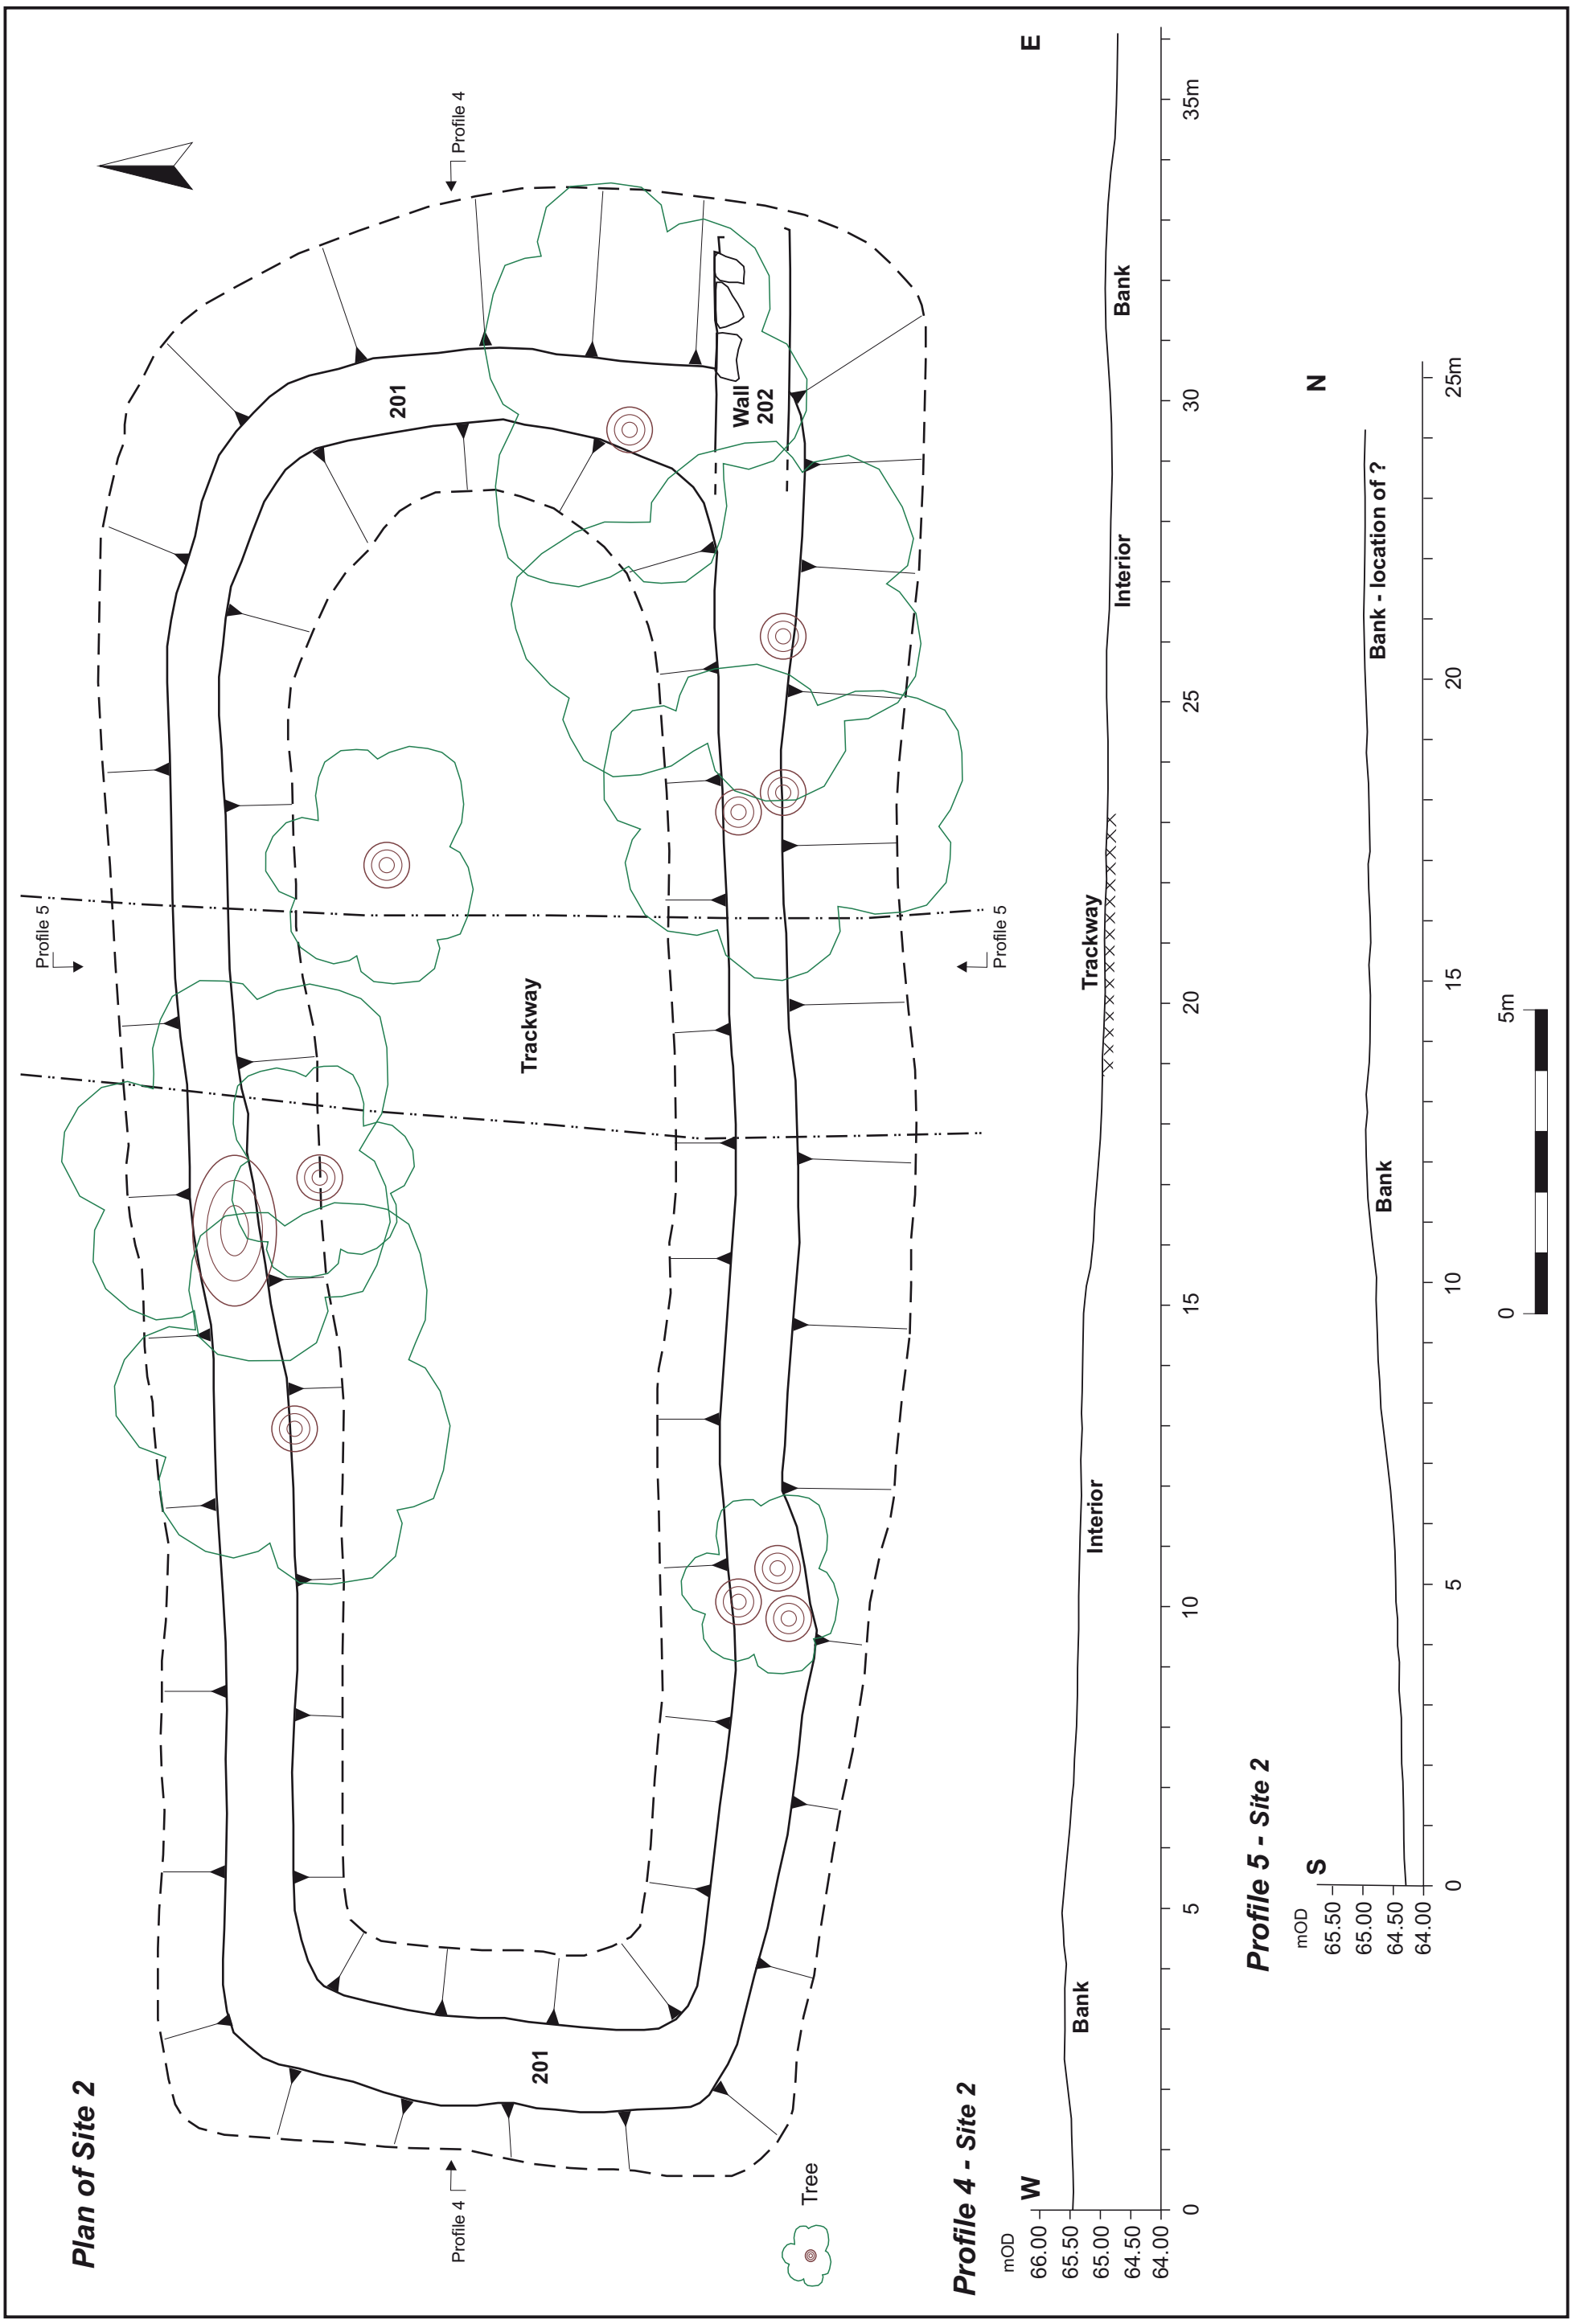 Plan of Site 2
Profile 5
Profile 4
201
Trackway
201
Wall
202
Profile 5
Profile 4
Tree
Profile 4 - Site 2
mOD
W
E
66.00
65.50
65.00
64.50
64.00
Bank
Interior
Trackway
Interior
Bank
0
5
10
15
20
25
30
35m
Profile 5 - Site 2
mOD
S
N
65.50
65.00
64.50
64.00
Bank
Bank - location of ?
0
5
10
15
20
25m
0
5m